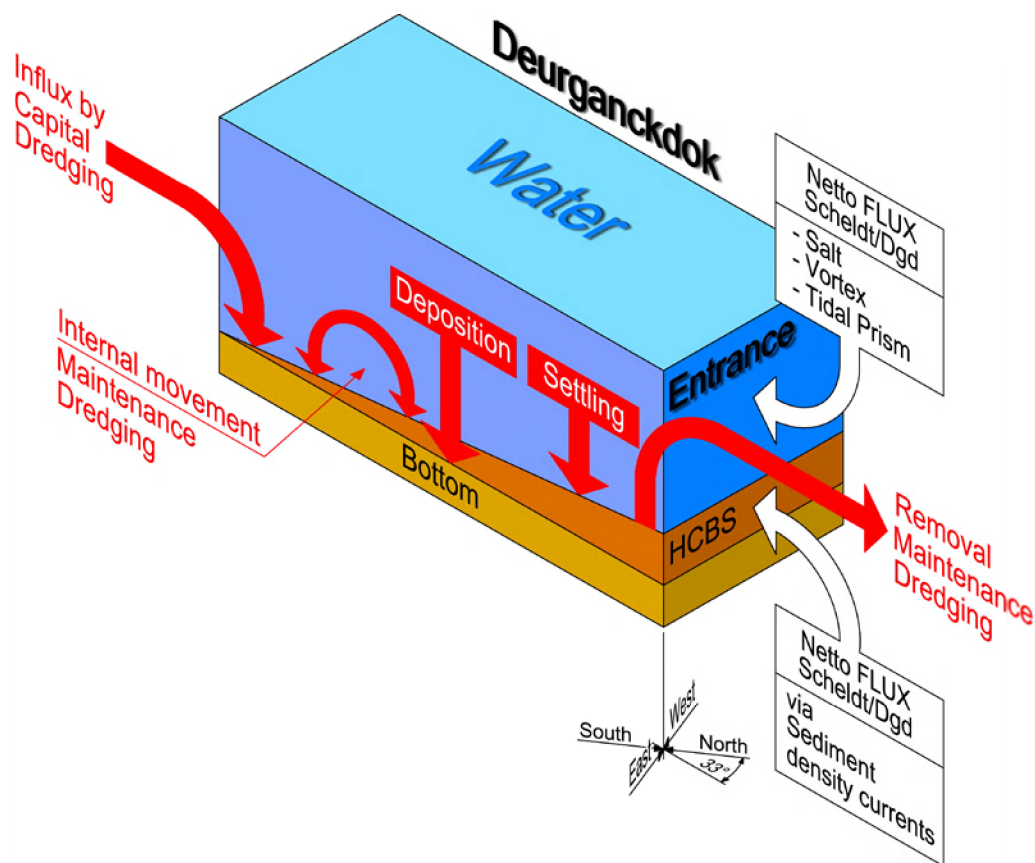 Deurganckdok
Influx by
Capital
Dredging
Water
Netto FLUX
Scheldt/Dgd
- Salt
- Vortex
- Tidal Prism
Deposition
Settling
Entrance
Internal movement
Maintenance
Dredging
Bottom
HCBS
Removal
Maintenance
Dredging
Netto FLUX
Scheldt/Dgd
via
Sediment
density currents
West
South
North
East
33°